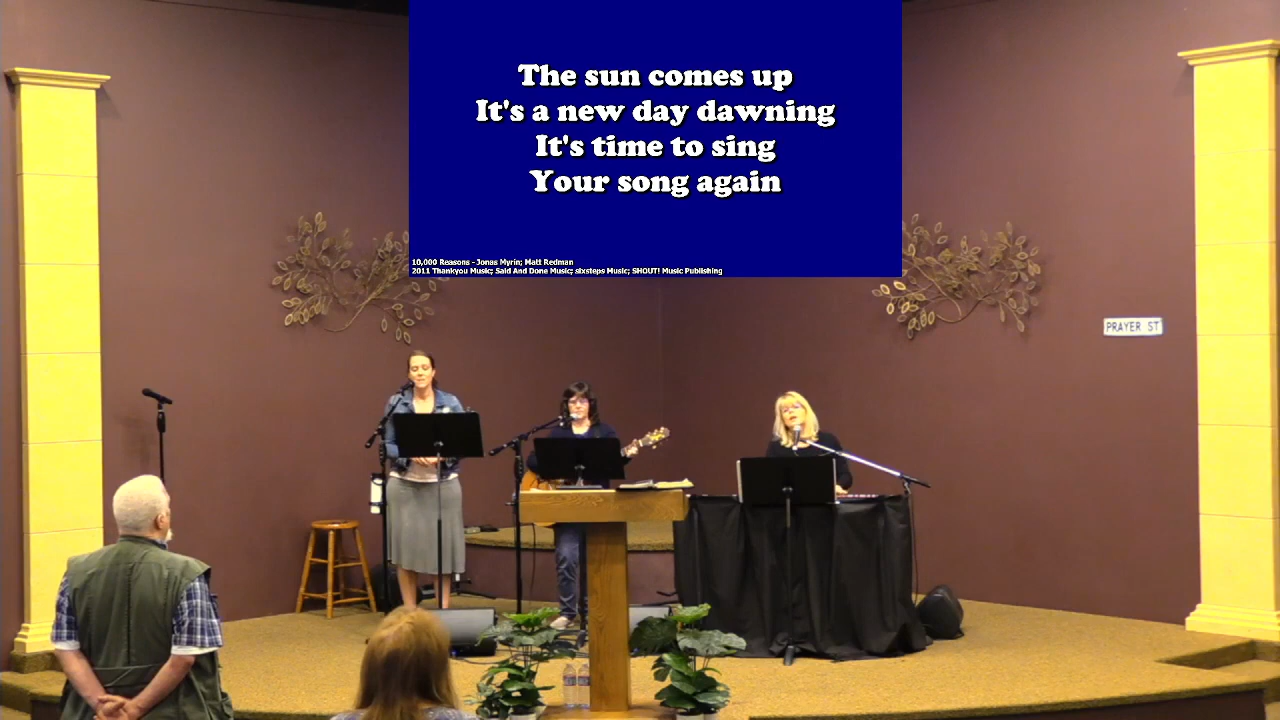 The sun comes up
It's a new day dawning
It's time to sing
Your song again
10,000 Reasons - Jonas Myrin; Matt Redman
2011 Thankyou Music; Said And Done Music; sixsteps Music; SHOUT! Music Publishing
PRAYER ST